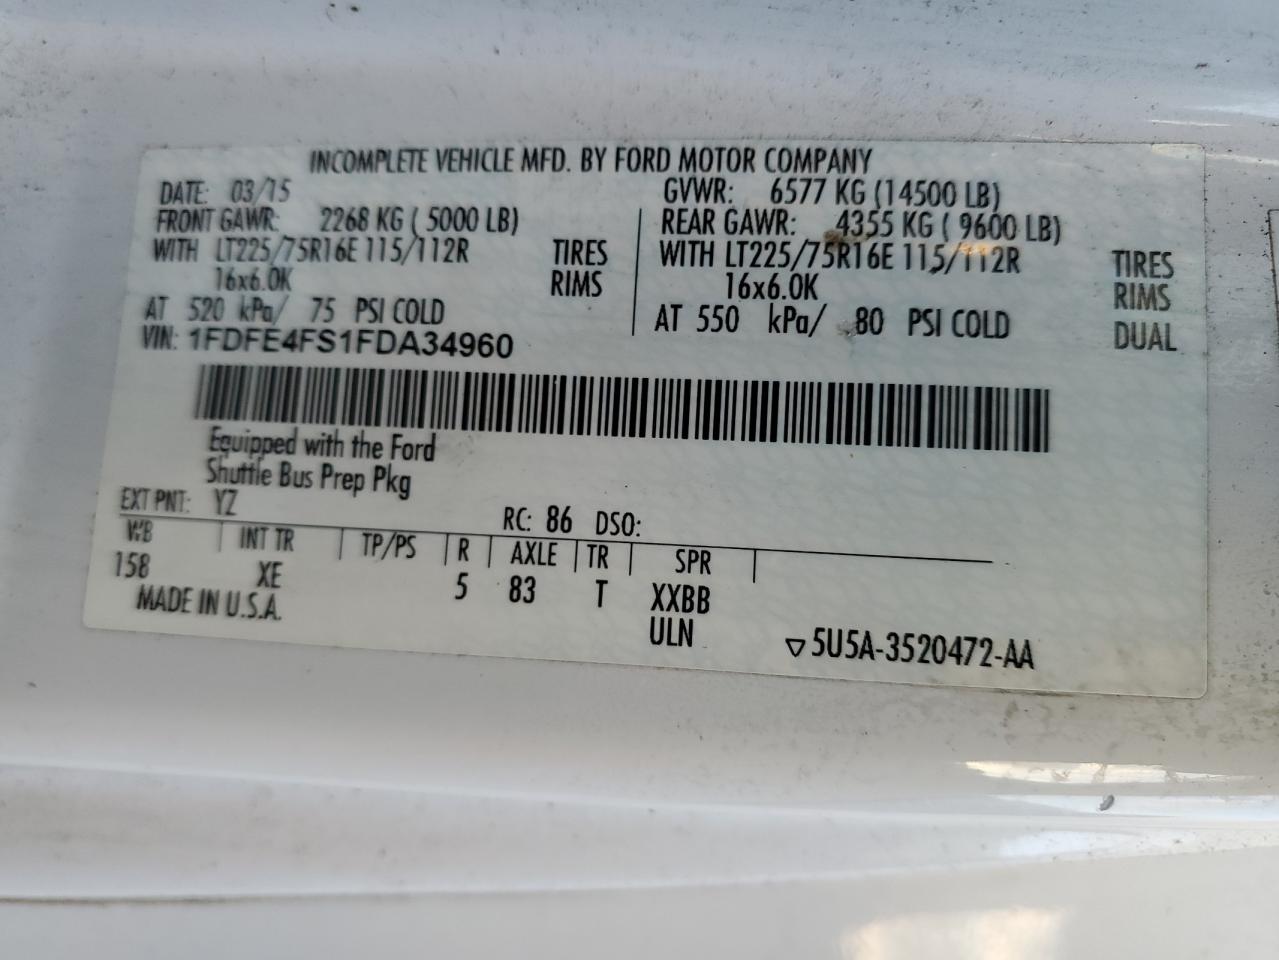 INCOMPLETE VEHICLE MFD. BY FORD MOTOR COMPANY
DATE: 03/15 GVWR: 6577 KG (14500 LB)
FRONT GAWR: 2268 KG ( 5000 LB) REAR GAWR: 4355 KG ( 9600 LB)
WITH LT225/75R16E 115/112R TIRES WITH LT225/75R16E 115/112R TIRES
16x6.0K RIMS 16x6.0K RIMS
AT 520 kPa/ 75 PSI COLD AT 550 kPa/ 80 PSI COLD DUAL
VIN: 1FDFE4FS1FDA34960
Equipped with the Ford
Shuttle Bus Prep Pkg
EXT PNT: YZ RC: 86 DSO:
WB INT TR TP/PS R AXLE TR SPR
158 XE 5 83 T XXBB
MADE IN U.S.A. ULN ▽5U5A-3520472-AA